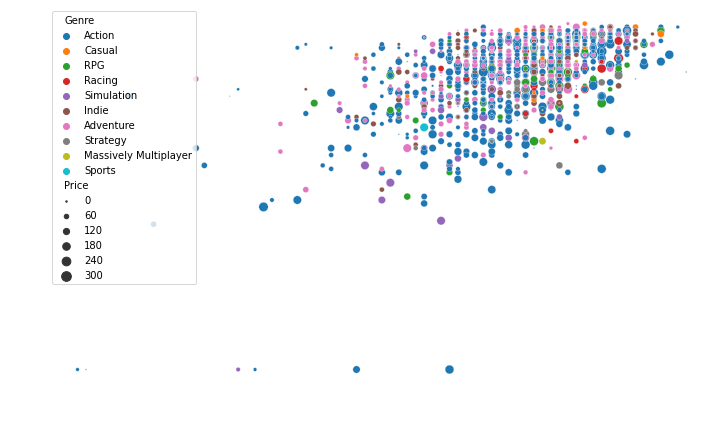 Genre
Action
Casual
RPG
Racing
Simulation
Indie
Adventure
Strategy
Massively Multiplayer
Sports
Price
0
60
120
180
240
300